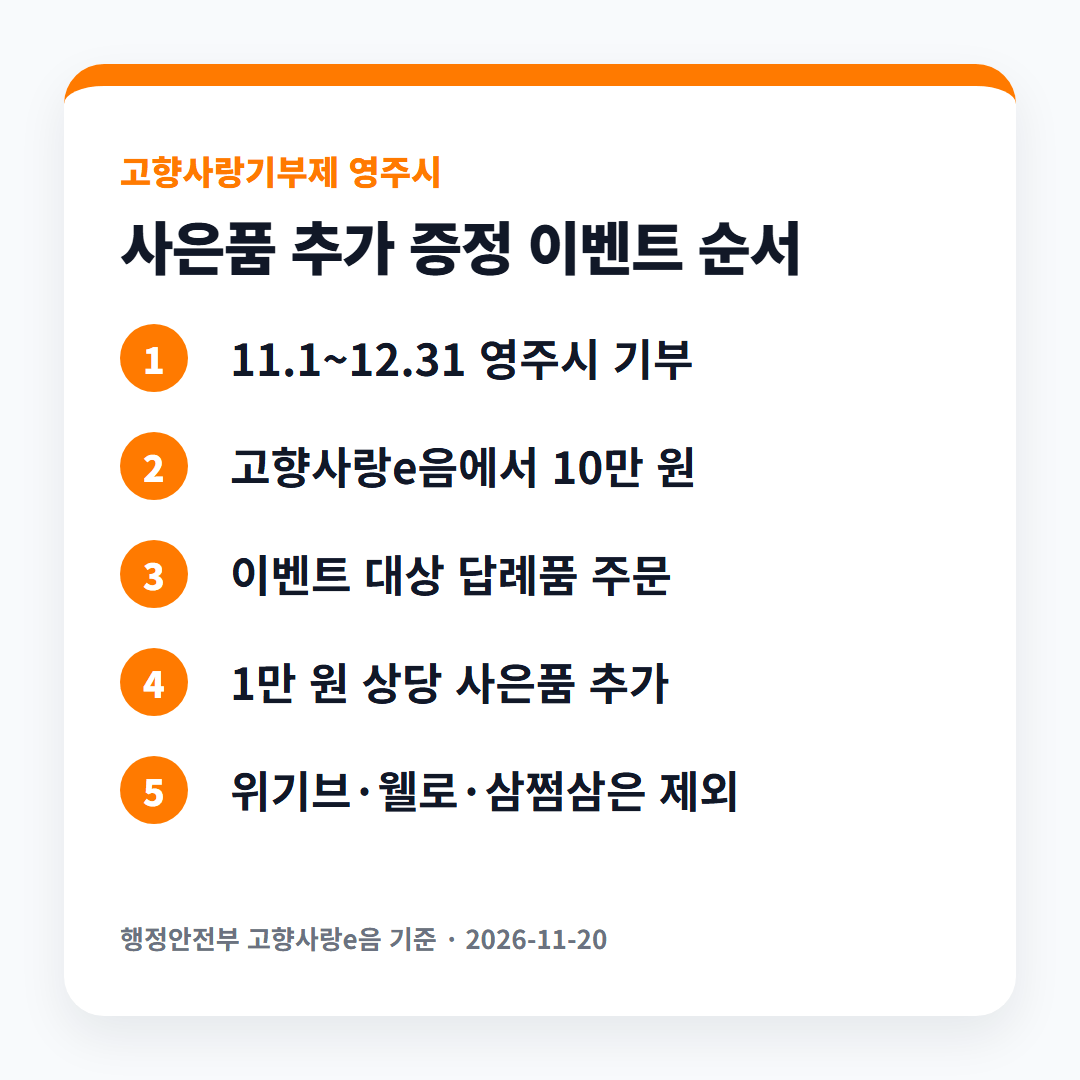 고향사랑기부제 영주시
사은품 추가 증정 이벤트 순서
1 11.1~12.31 영주시 기부
2 고향사랑e음에서 10만 원
3 이벤트 대상 답례품 주문
4 1만 원 상당 사은품 추가
5 위기브·웰로·삼쩜삼은 제외
행정안전부 고향사랑e음 기준 · 2026-11-20